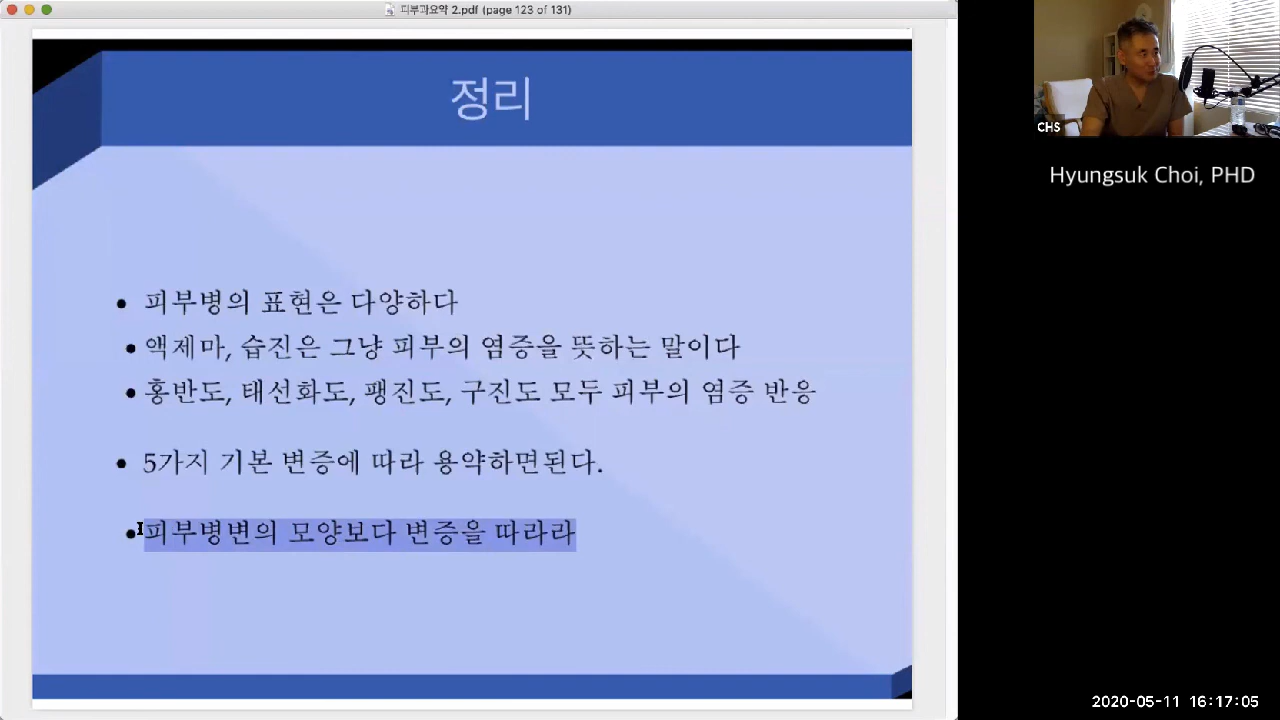 피부과요약 2.pdf (page 123 of 131)
정리
피부병의 표현은 다양하다
액제마, 습진은 그냥 피부의 염증을 뜻하는 말이다
홍반도, 태선화도, 팽진도, 구진도 모두 피부의 염증 반응
5가지 기본 변증에 따라 용약하면된다.
피부병변의 모양보다 변증을 따라라
CHS
Hyungsuk Choi, PHD
2020-05-11 16:17:05